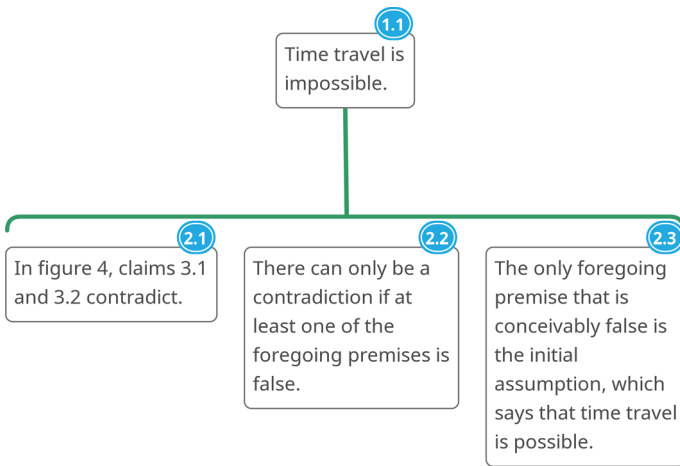 1.1
Time travel is
impossible.
2.1
In figure 4, claims 3.1
and 3.2 contradict.
2.2
There can only be a
contradiction if at
least one of the
foregoing premises is
false.
2.3
The only foregoing
premise that is
conceivably false is
the initial
assumption, which
says that time travel
is possible.